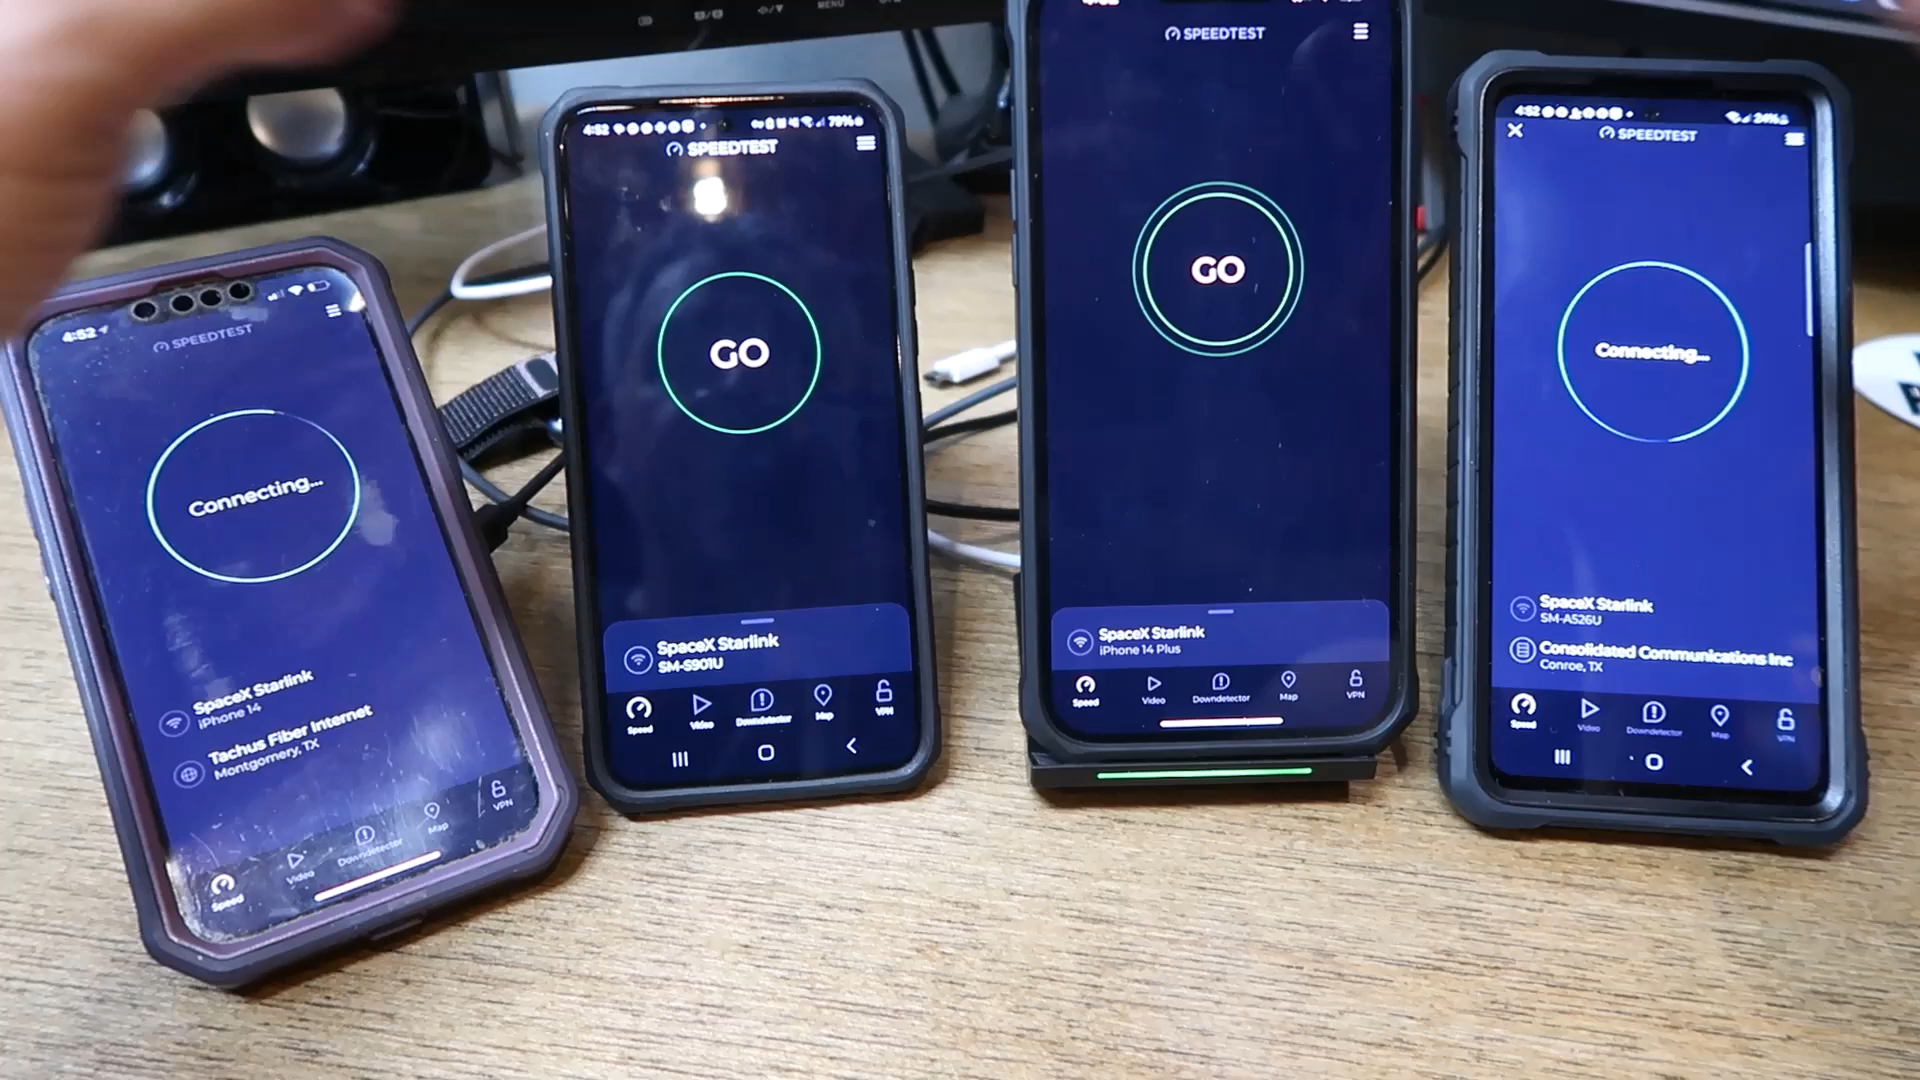 MENU
4:52
SPEEDTEST
Connecting...
SpaceX Starlink
iPhone 14
Tachus Fiber Internet
Montgomery, TX
Speed
Video
Downdetector
Map
VPN
4:52
79%
SPEEDTEST
GO
SpaceX Starlink
SM-S901U
Speed
Video
Downdetector
Map
VPN
SPEEDTEST
GO
SpaceX Starlink
iPhone 14 Plus
Speed
Video
Downdetector
Map
VPN
4:52
24%
SPEEDTEST
Connecting...
SpaceX Starlink
SM-A526U
Consolidated Communications Inc
Conroe, TX
Speed
Video
Downdetector
Map
VPN